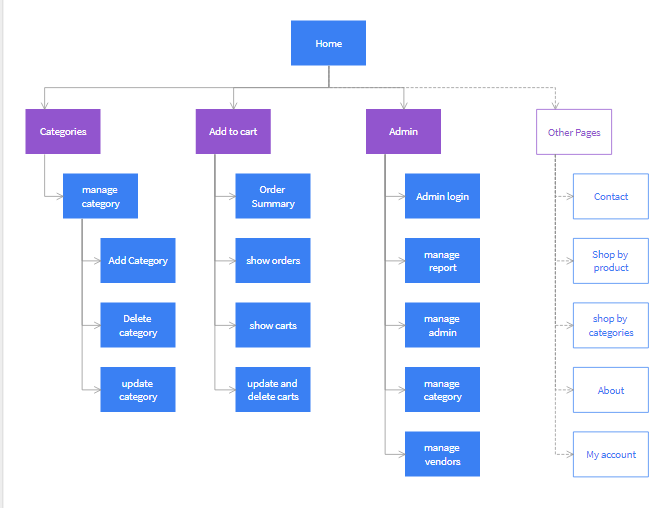 Home
Categories
Add to cart
Admin
Other Pages
manage
category
Add Category
Delete
category
update
category
Order
Summary
show orders
show carts
update and
delete carts
Admin login
manage
report
manage
admin
manage
category
manage
vendors
Contact
Shop by
product
shop by
categories
About
My account